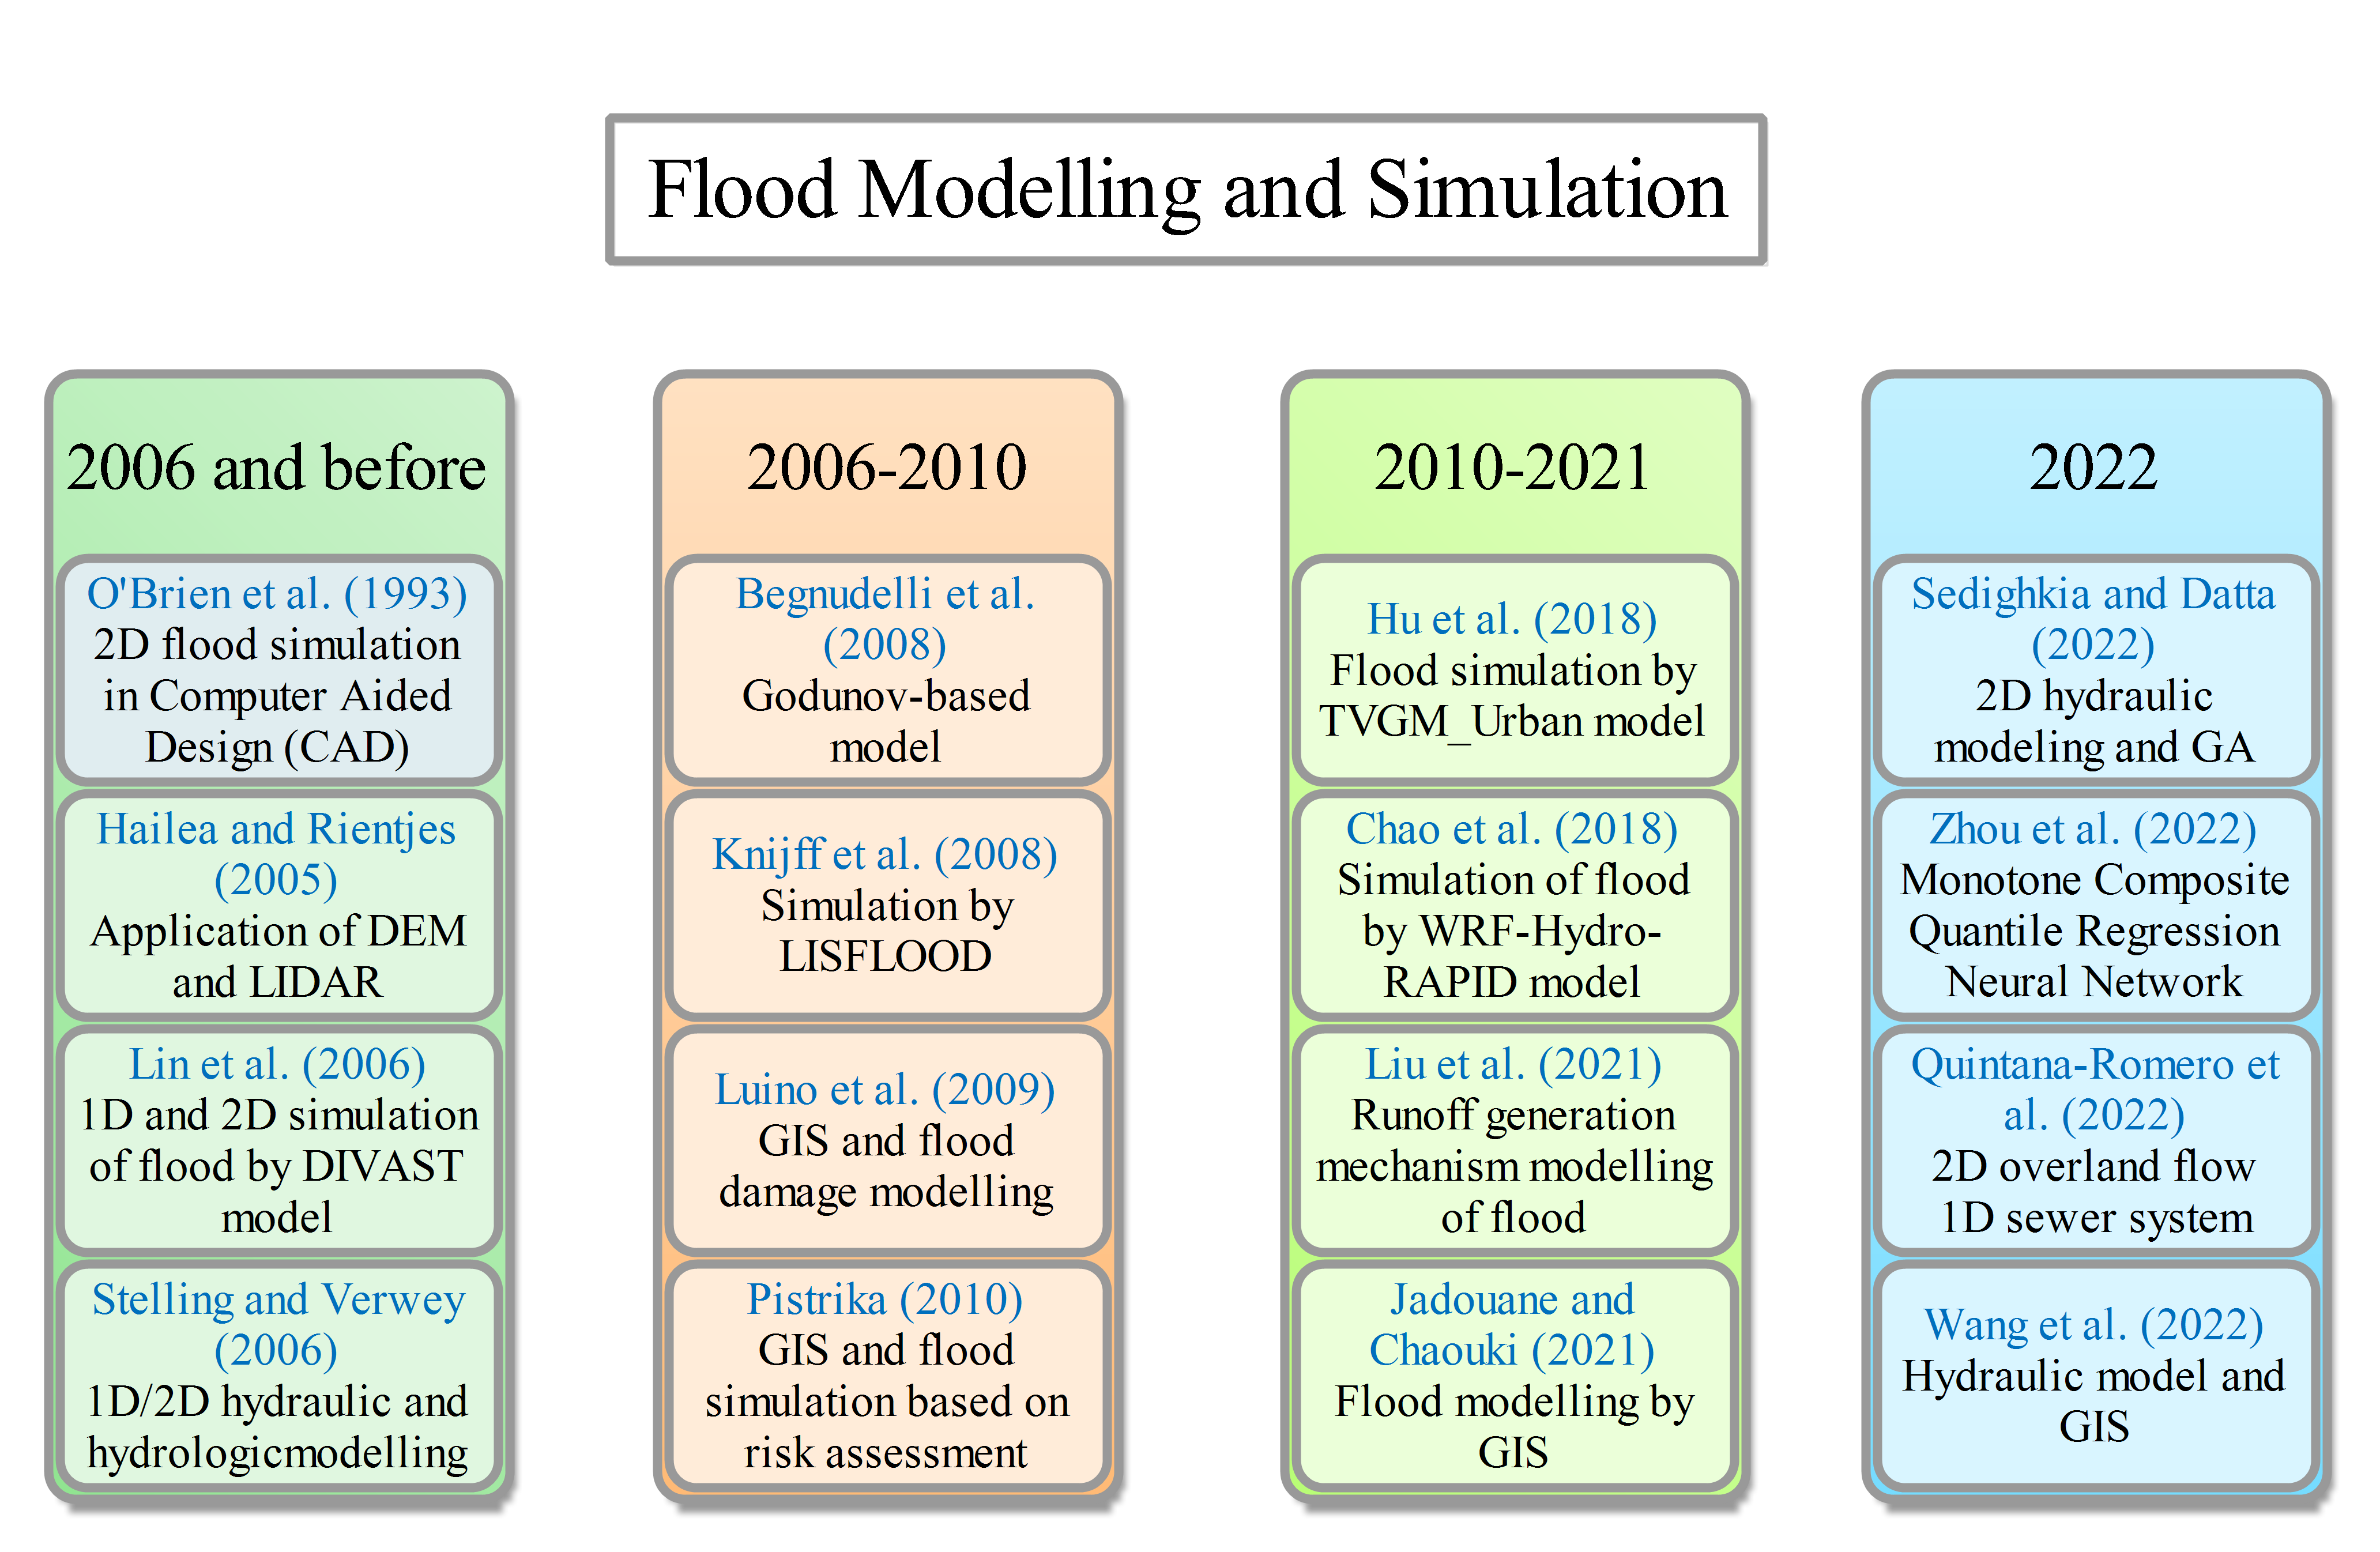 Flood Modelling and Simulation
2006 and before
O'Brien et al. (1993)
2D flood simulation
in Computer Aided
Design (CAD)
Hailea and Rientjes
(2005)
Application of DEM
and LIDAR
Lin et al. (2006)
1D and 2D simulation
of flood by DIVAST
model
Stelling and Verwey
(2006)
1D/2D hydraulic and
hydrologicmodelling
2006-2010
Begnudelli et al.
(2008)
Godunov-based
model
Knijff et al. (2008)
Simulation by
LISFLOOD
Luino et al. (2009)
GIS and flood
damage modelling
Pistrika (2010)
GIS and flood
simulation based on
risk assessment
2010-2021
Hu et al. (2018)
Flood simulation by
TVGM_Urban model
Chao et al. (2018)
Simulation of flood
by WRF-Hydro-
RAPID model
Liu et al. (2021)
Runoff generation
mechanism modelling
of flood
Jadouane and
Chaouki (2021)
Flood modelling by
GIS
2022
Sedighkia and Datta
(2022)
2D hydraulic
modeling and GA
Zhou et al. (2022)
Monotone Composite
Quantile Regression
Neural Network
Quintana-Romero et
al. (2022)
2D overland flow
1D sewer system
Wang et al. (2022)
Hydraulic model and
GIS